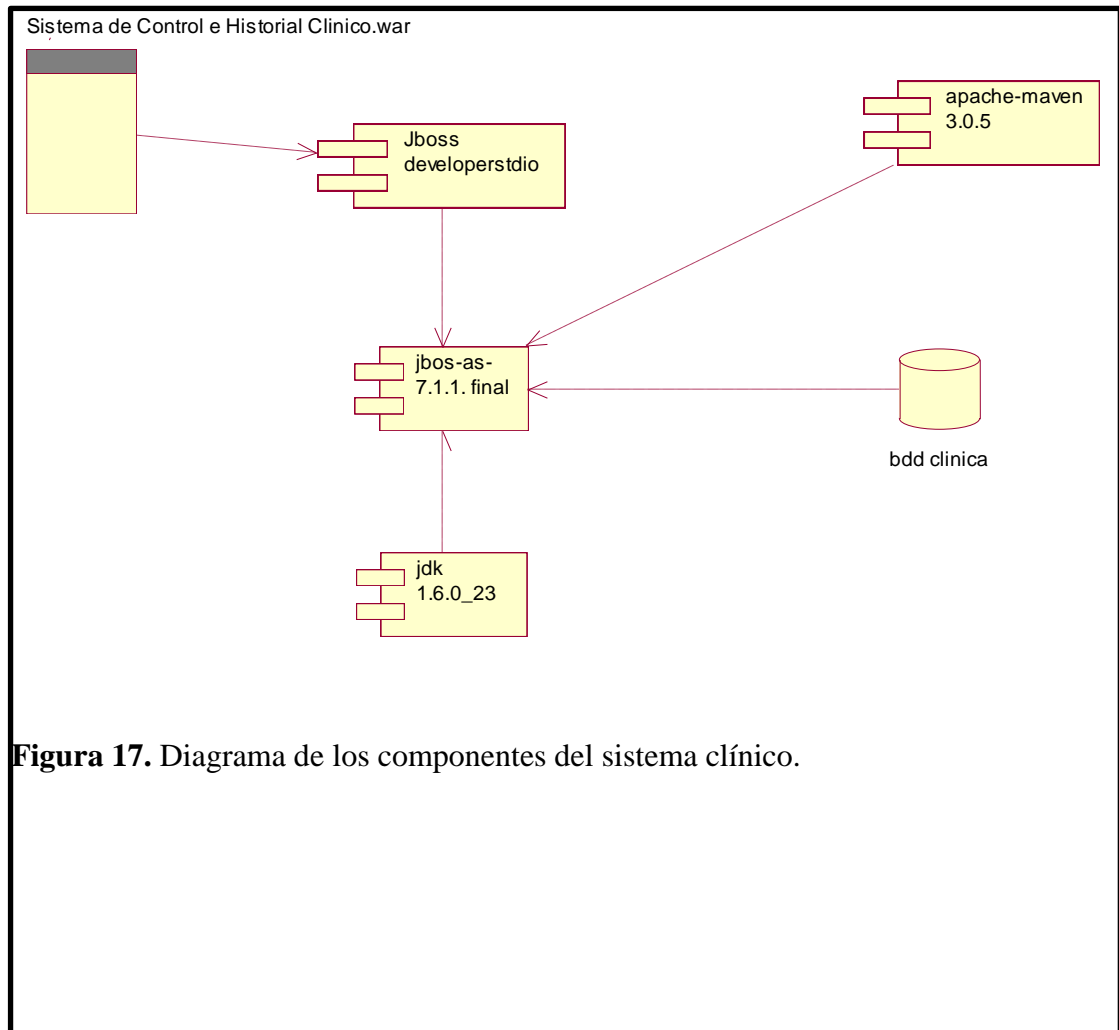 Sistema de Control e Historial Clinico.war
apache-maven
3.0.5
Jboss
developerstdio
jbos-as-
7.1.1. final
bdd clinica
jdk
1.6.0_23
Figura 17. Diagrama de los componentes del sistema clínico.